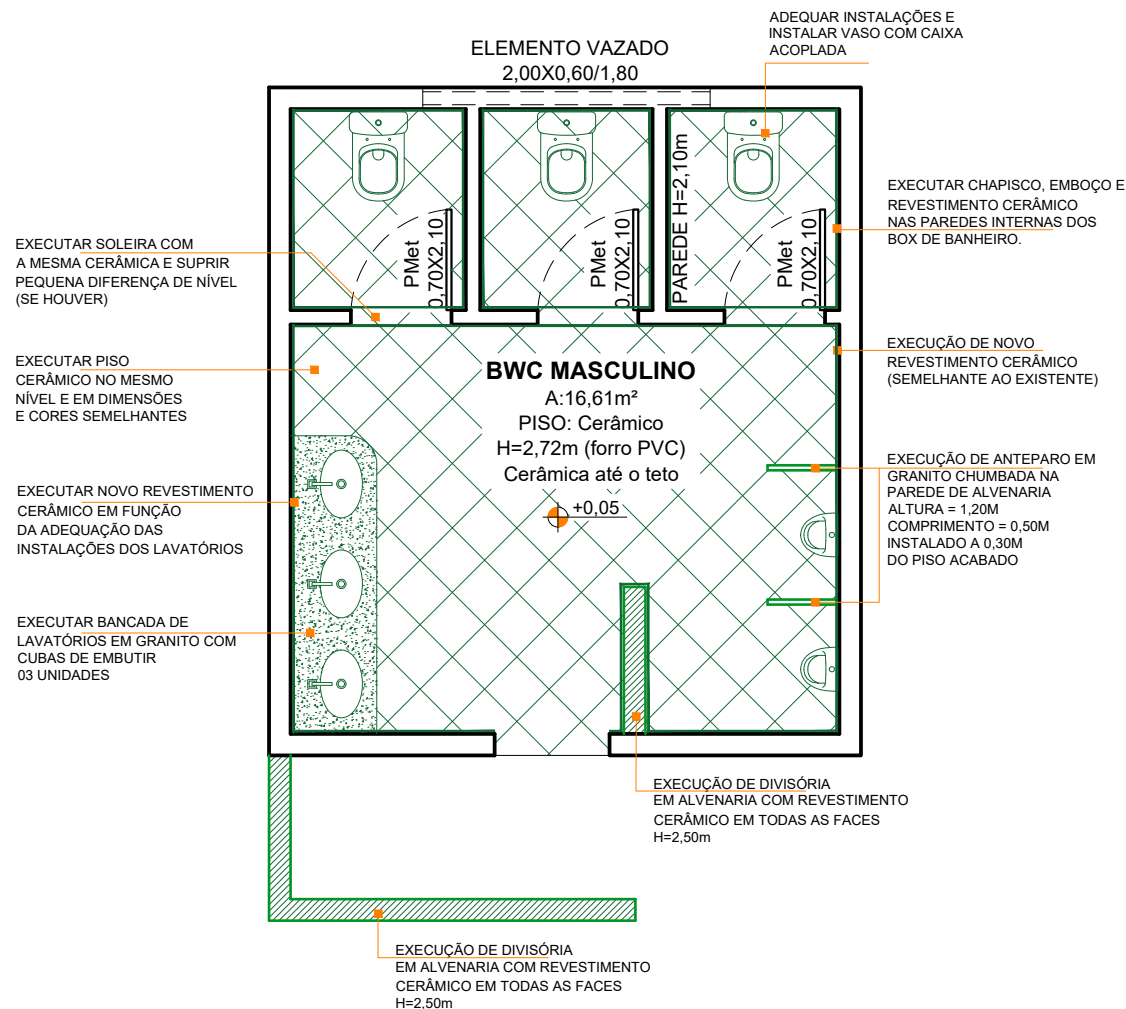 ADEQUAR INSTALAÇÕES E
INSTALAR VASO COM CAIXA
ACOPLADA
ELEMENTO VAZADO
2,00X0,60/1,80
EXECUTAR CHAPISCO, EMBOÇO E
REVESTIMENTO CERÂMICO
NAS PAREDES INTERNAS DOS
BOX DE BANHEIRO.
PAREDE H=2,10m
PMet
0,70X2,10
PMet
0,70X2,10
PMet
0,70X2,10
EXECUTAR SOLEIRA COM
A MESMA CERÂMICA E SUPRIR
PEQUENA DIFERENÇA DE NÍVEL
(SE HOUVER)
EXECUÇÃO DE NOVO
REVESTIMENTO CERÂMICO
(SEMELHANTE AO EXISTENTE)
EXECUTAR PISO
CERÂMICO NO MESMO
NÍVEL E EM DIMENSÕES
E CORES SEMELHANTES
BWC MASCULINO
A:16,61m²
PISO: Cerâmico
H=2,72m (forro PVC)
Cerâmica até o teto
+0,05
EXECUÇÃO DE ANTEPARO EM
GRANITO CHUMBADA NA
PAREDE DE ALVENARIA
ALTURA = 1,20M
COMPRIMENTO = 0,50M
INSTALADO A 0,30M
DO PISO ACABADO
EXECUTAR NOVO REVESTIMENTO
CERÂMICO EM FUNÇÃO
DA ADEQUAÇÃO DAS
INSTALAÇÕES DOS LAVATÓRIOS
EXECUTAR BANCADA DE
LAVATÓRIOS EM GRANITO COM
CUBAS DE EMBUTIR
03 UNIDADES
EXECUÇÃO DE DIVISÓRIA
EM ALVENARIA COM REVESTIMENTO
CERÂMICO EM TODAS AS FACES
H=2,50m
EXECUÇÃO DE DIVISÓRIA
EM ALVENARIA COM REVESTIMENTO
CERÂMICO EM TODAS AS FACES
H=2,50m